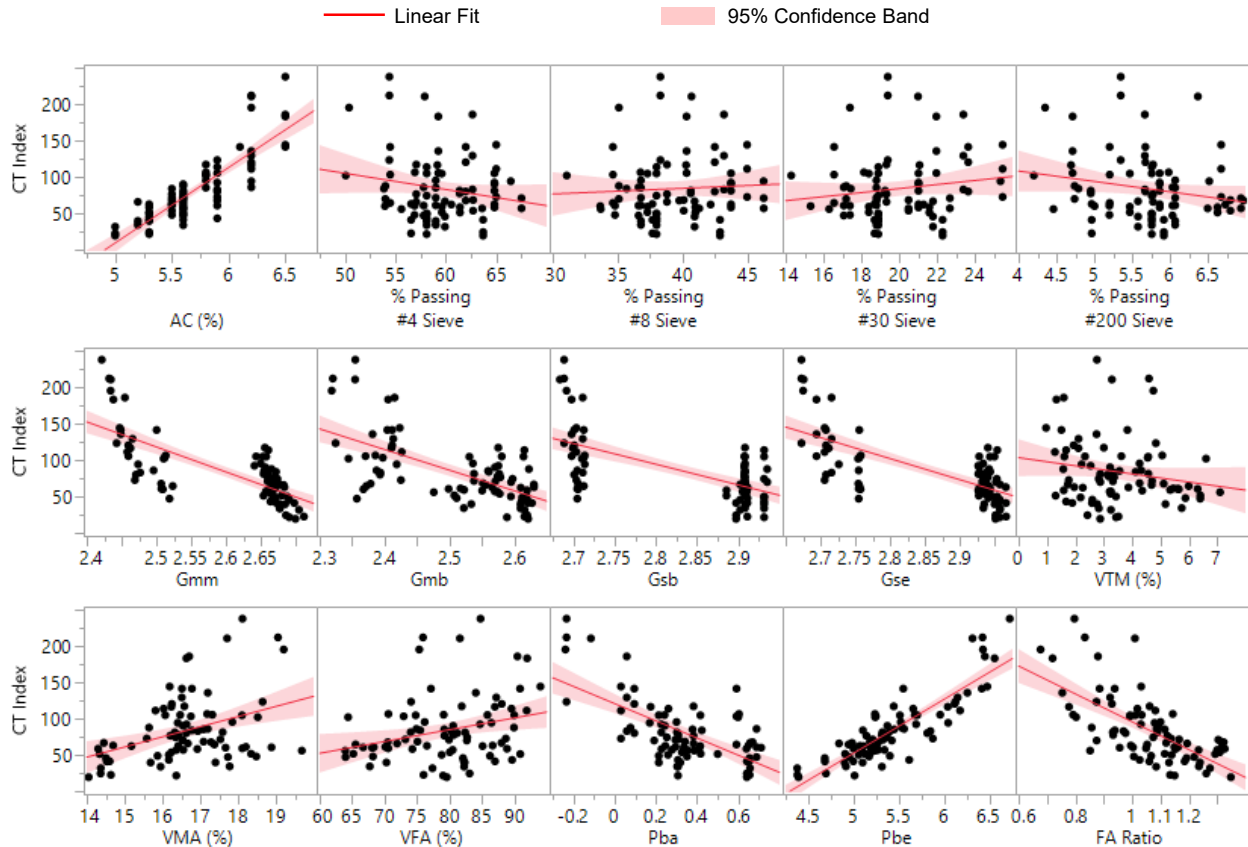 Linear Fit 95% Confidence Band
CT Index
200
150
100
50
5 5.5 6 6.5 50 55 60 65 30 35 40 45 14 16 18 20 22 24 4 4.5 5 5.5 6 6.5
AC (%)
% Passing
#4 Sieve
% Passing
#8 Sieve
% Passing
#30 Sieve
% Passing
#200 Sieve
CT Index
200
150
100
50
2.4 2.5 2.6 2.65 2.3 2.4 2.5 2.6 2.7 2.75 2.8 2.85 2.9 2.7 2.75 2.8 2.85 2.9 0 1 2 3 4 5 6 7
Gmm Gmb Gsb Gse VTM (%)
CT Index
200
150
100
50
14 15 16 17 18 19 60 65 70 75 80 85 90 -0.2 0 0.2 0.4 0.6 4.5 5 5.5 6 6.5 0.6 0.8 1 1.1 1.2
VMA (%) VFA (%) Pba Pbe FA Ratio